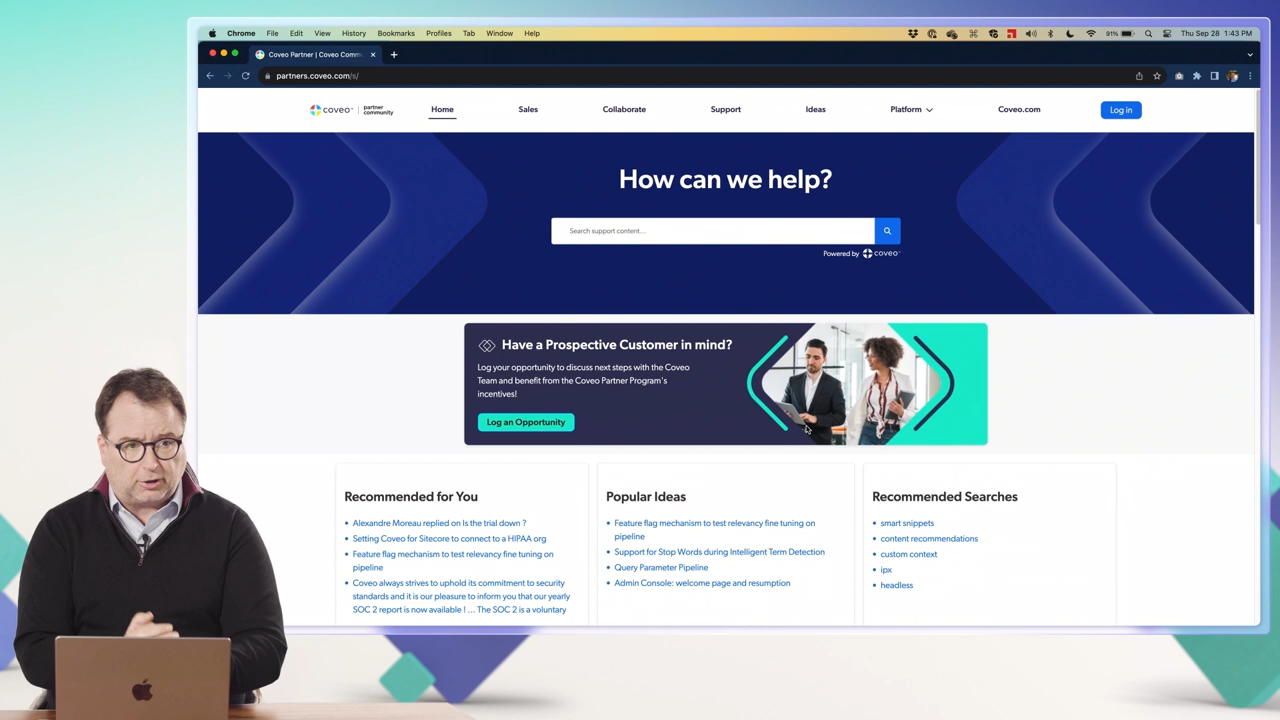 Chrome File Edit View History Bookmarks Profiles Tab Window Help 91% Thu Sep 28 1:43 PM
Coveo Partner | Coveo Comm
partners.coveo.com/s/
coveo™ | partner community
Home Sales Collaborate Support Ideas Platform Coveo.com Log in
How can we help?
Search support content...
Powered by coveo™
Have a Prospective Customer in mind?
Log your opportunity to discuss next steps with the Coveo
Team and benefit from the Coveo Partner Program's
incentives!
Log an Opportunity
Recommended for You
• Alexandre Moreau replied on Is the trial down ?
• Setting Coveo for Sitecore to connect to a HIPAA org
• Feature flag mechanism to test relevancy fine tuning on
pipeline
• Coveo always strives to uphold its commitment to security
standards and it is our pleasure to inform you that our yearly
SOC 2 report is now available ! ... The SOC 2 is a voluntary
Popular Ideas
• Feature flag mechanism to test relevancy fine tuning on
pipeline
• Support for Stop Words during Intelligent Term Detection
• Query Parameter Pipeline
• Admin Console: welcome page and resumption
Recommended Searches
• smart snippets
• content recommendations
• custom context
• ipx
• headless